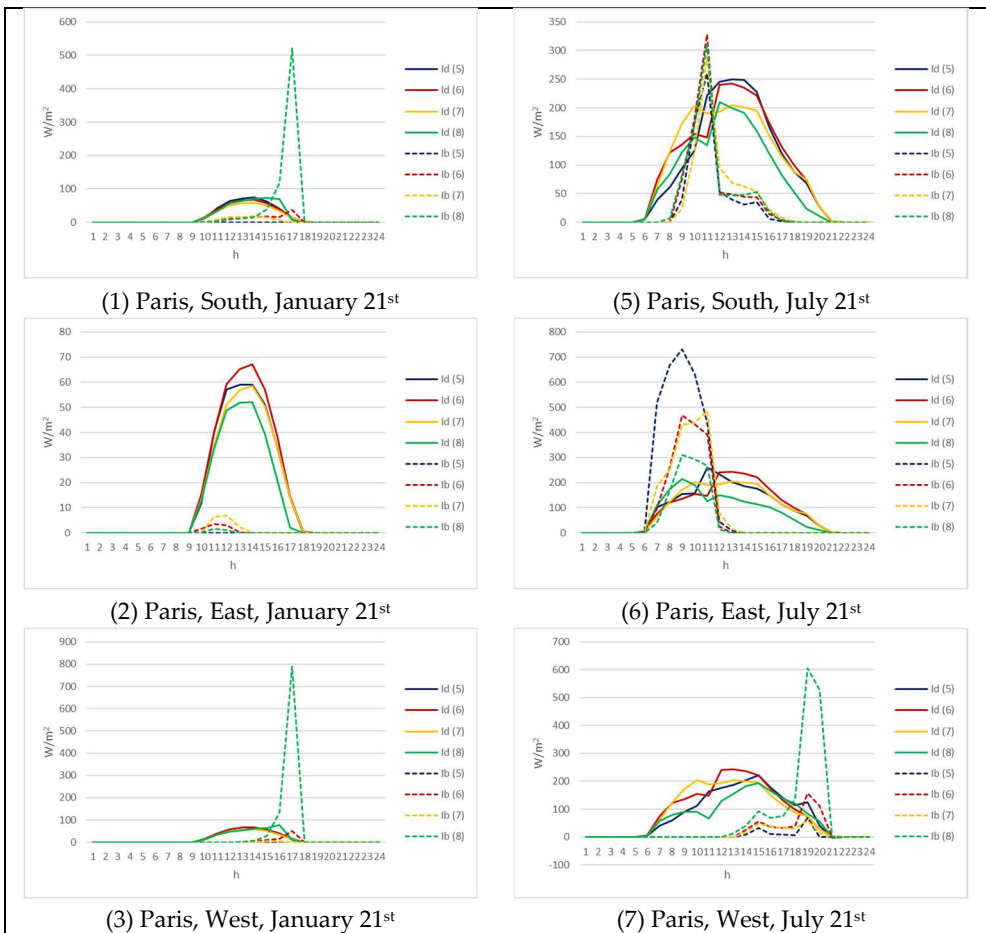 600
500
400
300
200
100
0
W/m²
1 2 3 4 5 6 7 8 9 101112131415161718192021222324
h
Id (5)
Id (6)
Id (7)
Id (8)
Ib (5)
Ib (6)
Ib (7)
Ib (8)
(1) Paris, South, January 21st
350
300
250
200
150
100
50
0
W/m²
1 2 3 4 5 6 7 8 9 101112131415161718192021222324
h
Id (5)
Id (6)
Id (7)
Id (8)
Ib (5)
Ib (6)
Ib (7)
Ib (8)
(5) Paris, South, July 21st
80
70
60
50
40
30
20
10
0
W/m²
1 2 3 4 5 6 7 8 9 101112131415161718192021222324
h
Id (5)
Id (6)
Id (7)
Id (8)
Ib (5)
Ib (6)
Ib (7)
Ib (8)
(2) Paris, East, January 21st
800
700
600
500
400
300
200
100
0
W/m²
1 2 3 4 5 6 7 8 9 101112131415161718192021222324
h
Id (5)
Id (6)
Id (7)
Id (8)
Ib (5)
Ib (6)
Ib (7)
Ib (8)
(6) Paris, East, July 21st
900
800
700
600
500
400
300
200
100
0
W/m²
1 2 3 4 5 6 7 8 9 101112131415161718192021222324
h
Id (5)
Id (6)
Id (7)
Id (8)
Ib (5)
Ib (6)
Ib (7)
Ib (8)
(3) Paris, West, January 21st
700
600
500
400
300
200
100
0
-100
W/m²
1 2 3 4 5 6 7 8 9 101112131415161718192021222324
h
Id (5)
Id (6)
Id (7)
Id (8)
Ib (5)
Ib (6)
Ib (7)
Ib (8)
(7) Paris, West, July 21st